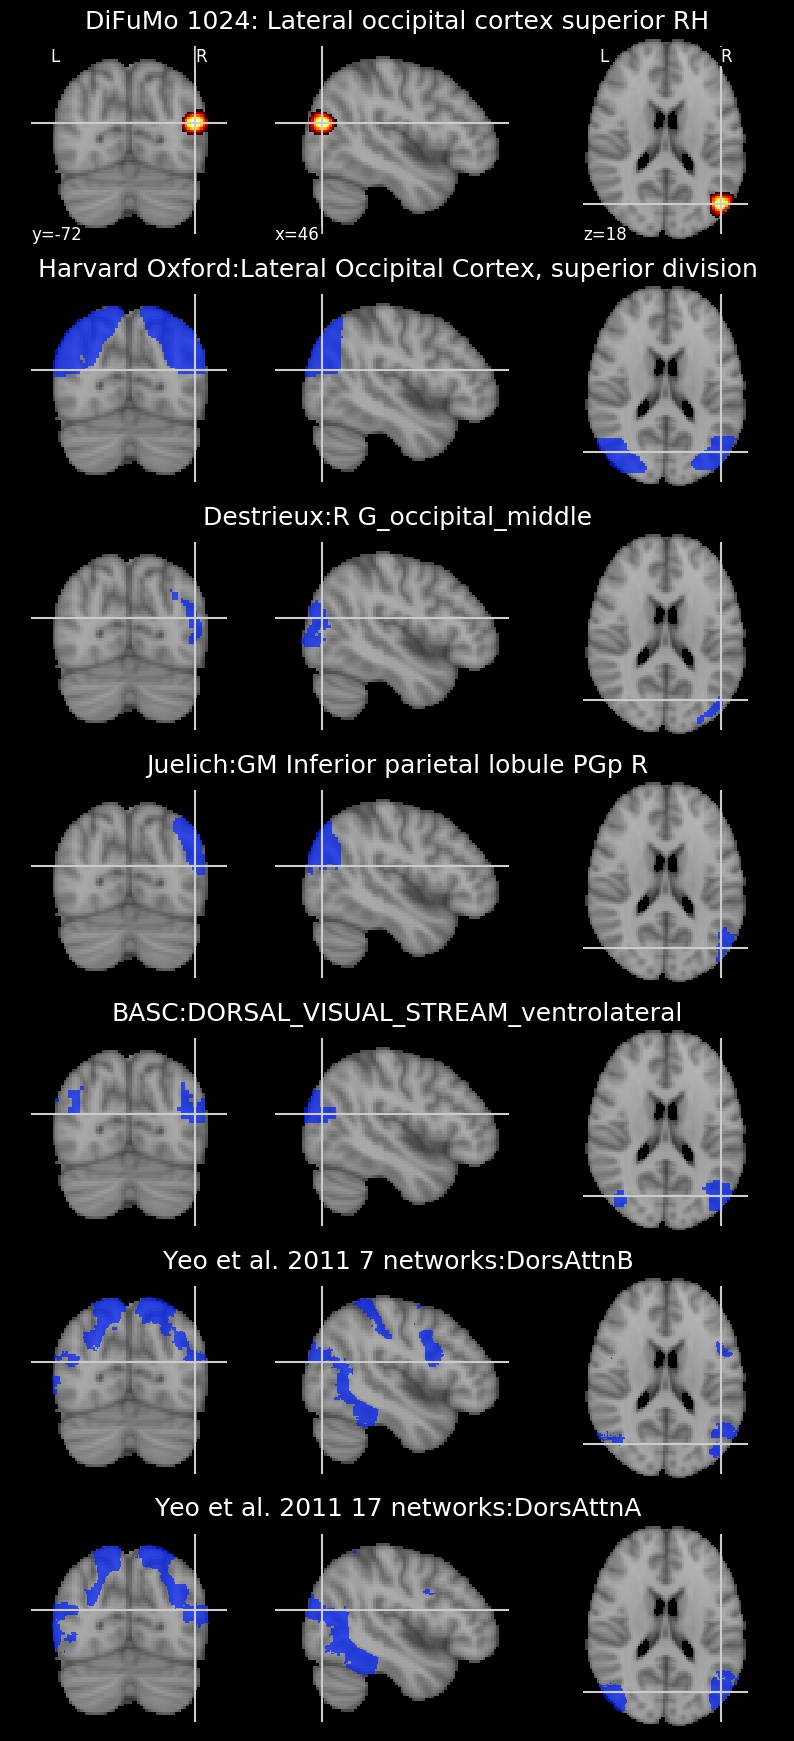 DiFuMo 1024: Lateral occipital cortex superior RH
L R L R
y=-72 x=46 z=18
Harvard Oxford:Lateral Occipital Cortex, superior division
Destrieux:R G_occipital_middle
Juelich:GM Inferior parietal lobule PGp R
BASC:DORSAL_VISUAL_STREAM_ventrolateral
Yeo et al. 2011 7 networks:DorsAttnB
Yeo et al. 2011 17 networks:DorsAttnA